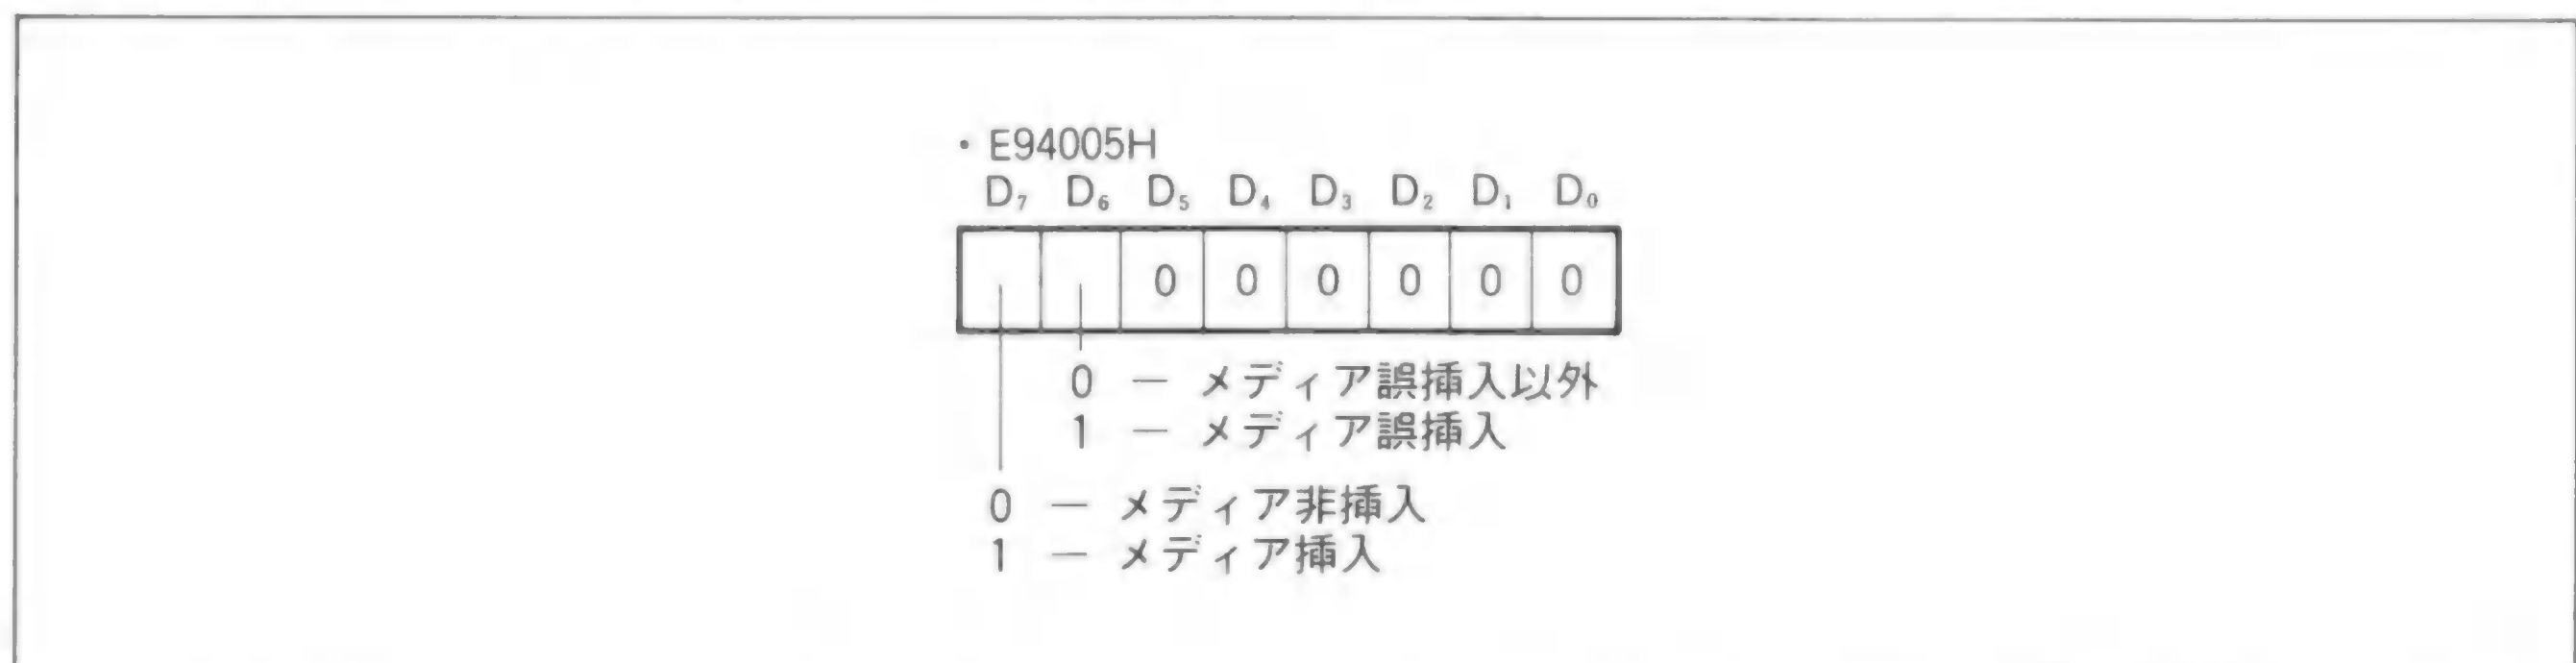 ・E94005H
D₇ D₆ D₅ D₄ D₃ D₂ D₁ D₀
0 0 0 0 0 0
0 — メディア誤挿入以外
1 — メディア誤挿入
0 — メディア非挿入
1 — メディア挿入